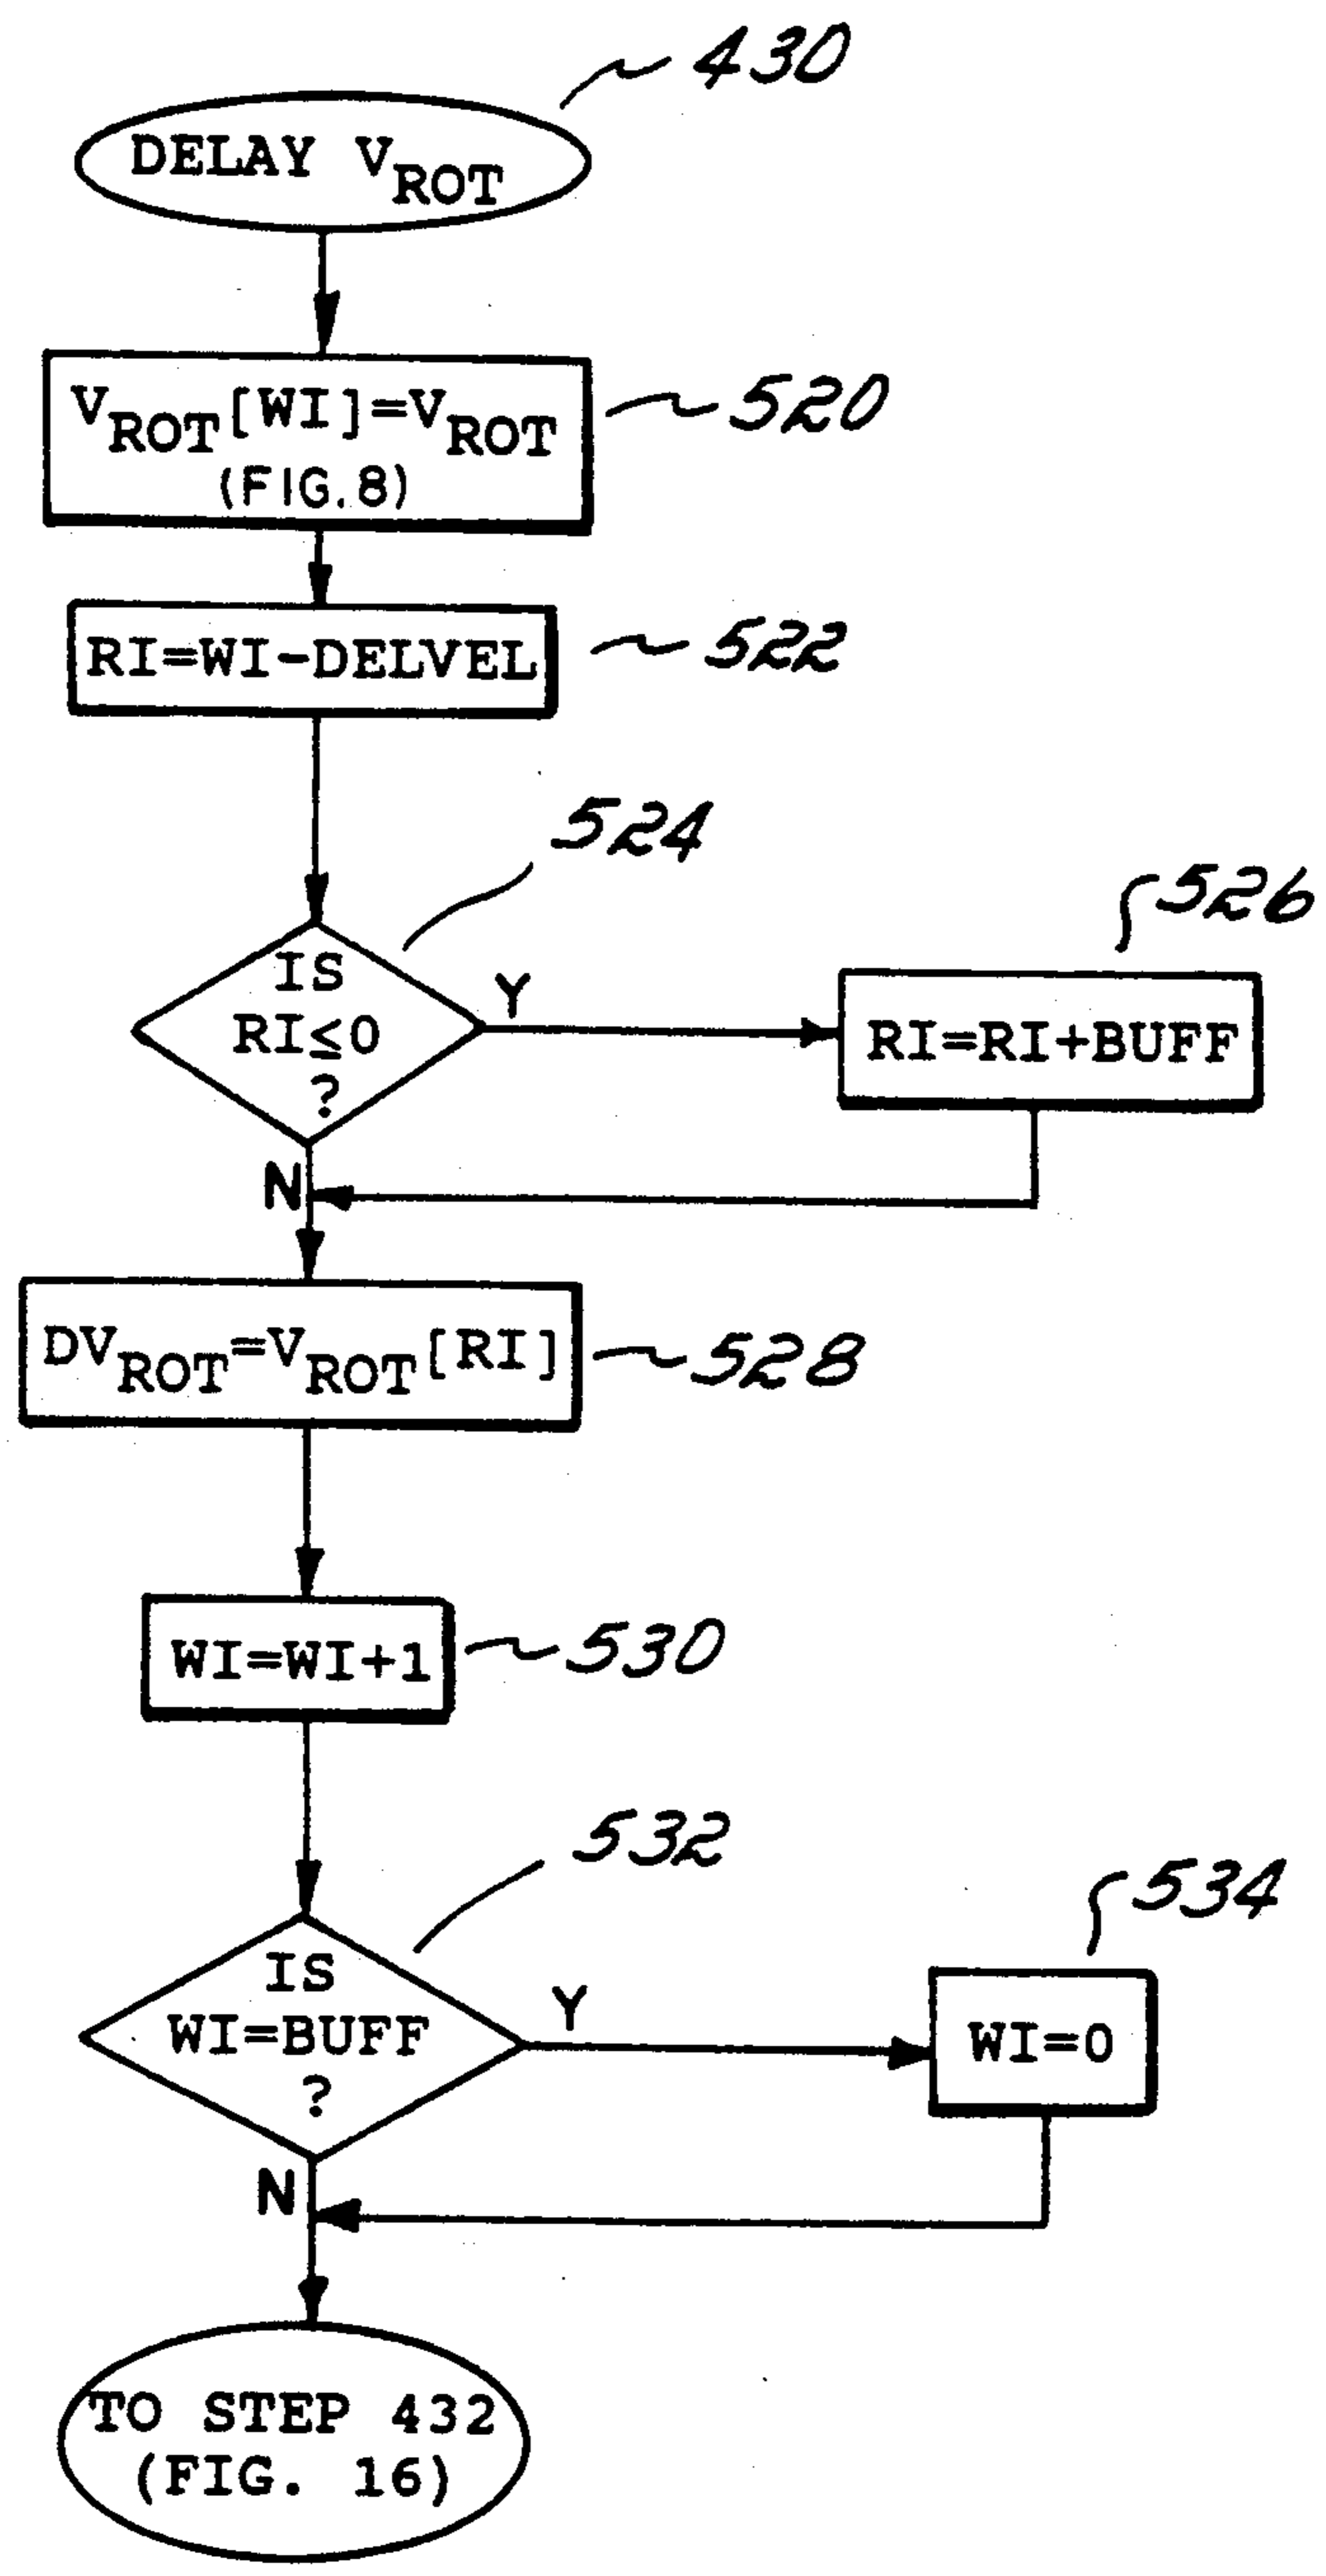 430
DELAY VROT
VROT[WI]=VROT
(FIG.8)
520
RI=WI-DELVEL
522
524
IS
RI≤0
?
Y
N
526
RI=RI+BUFF
DVROT=VROT[RI]
528
WI=WI+1
530
532
IS
WI=BUFF
?
Y
N
534
WI=0
TO STEP 432
(FIG. 16)